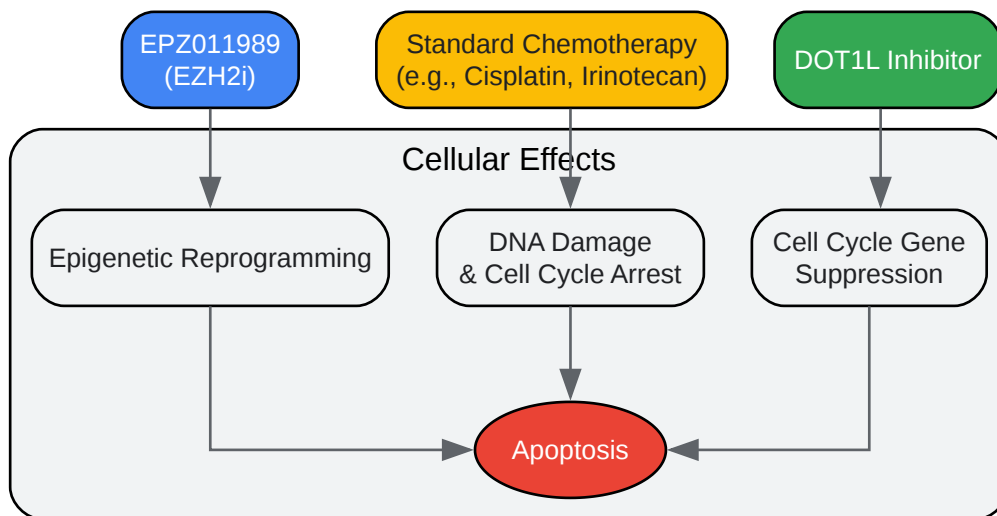 EPZ011989
(EZH2i)
Standard Chemotherapy
(e.g., Cisplatin, Irinotecan)
DOT1L Inhibitor
Cellular Effects
Epigenetic Reprogramming
DNA Damage
& Cell Cycle Arrest
Cell Cycle Gene
Suppression
Apoptosis